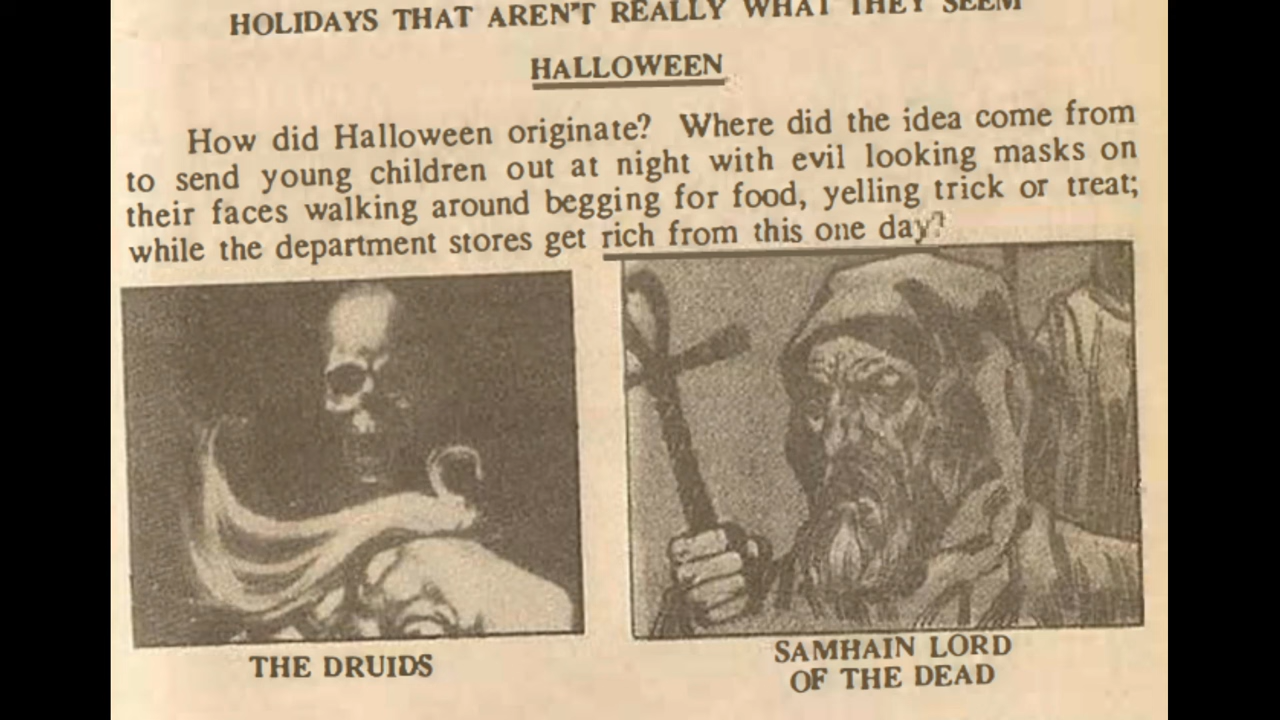 HOLIDAYS THAT AREN'T REALLY WHAT THEY SEEM
HALLOWEEN
How did Halloween originate? Where did the idea come from
to send young children out at night with evil looking masks on
their faces walking around begging for food, yelling trick or treat;
while the department stores get rich from this one day?
THE DRUIDS
SAMHAIN LORD
OF THE DEAD